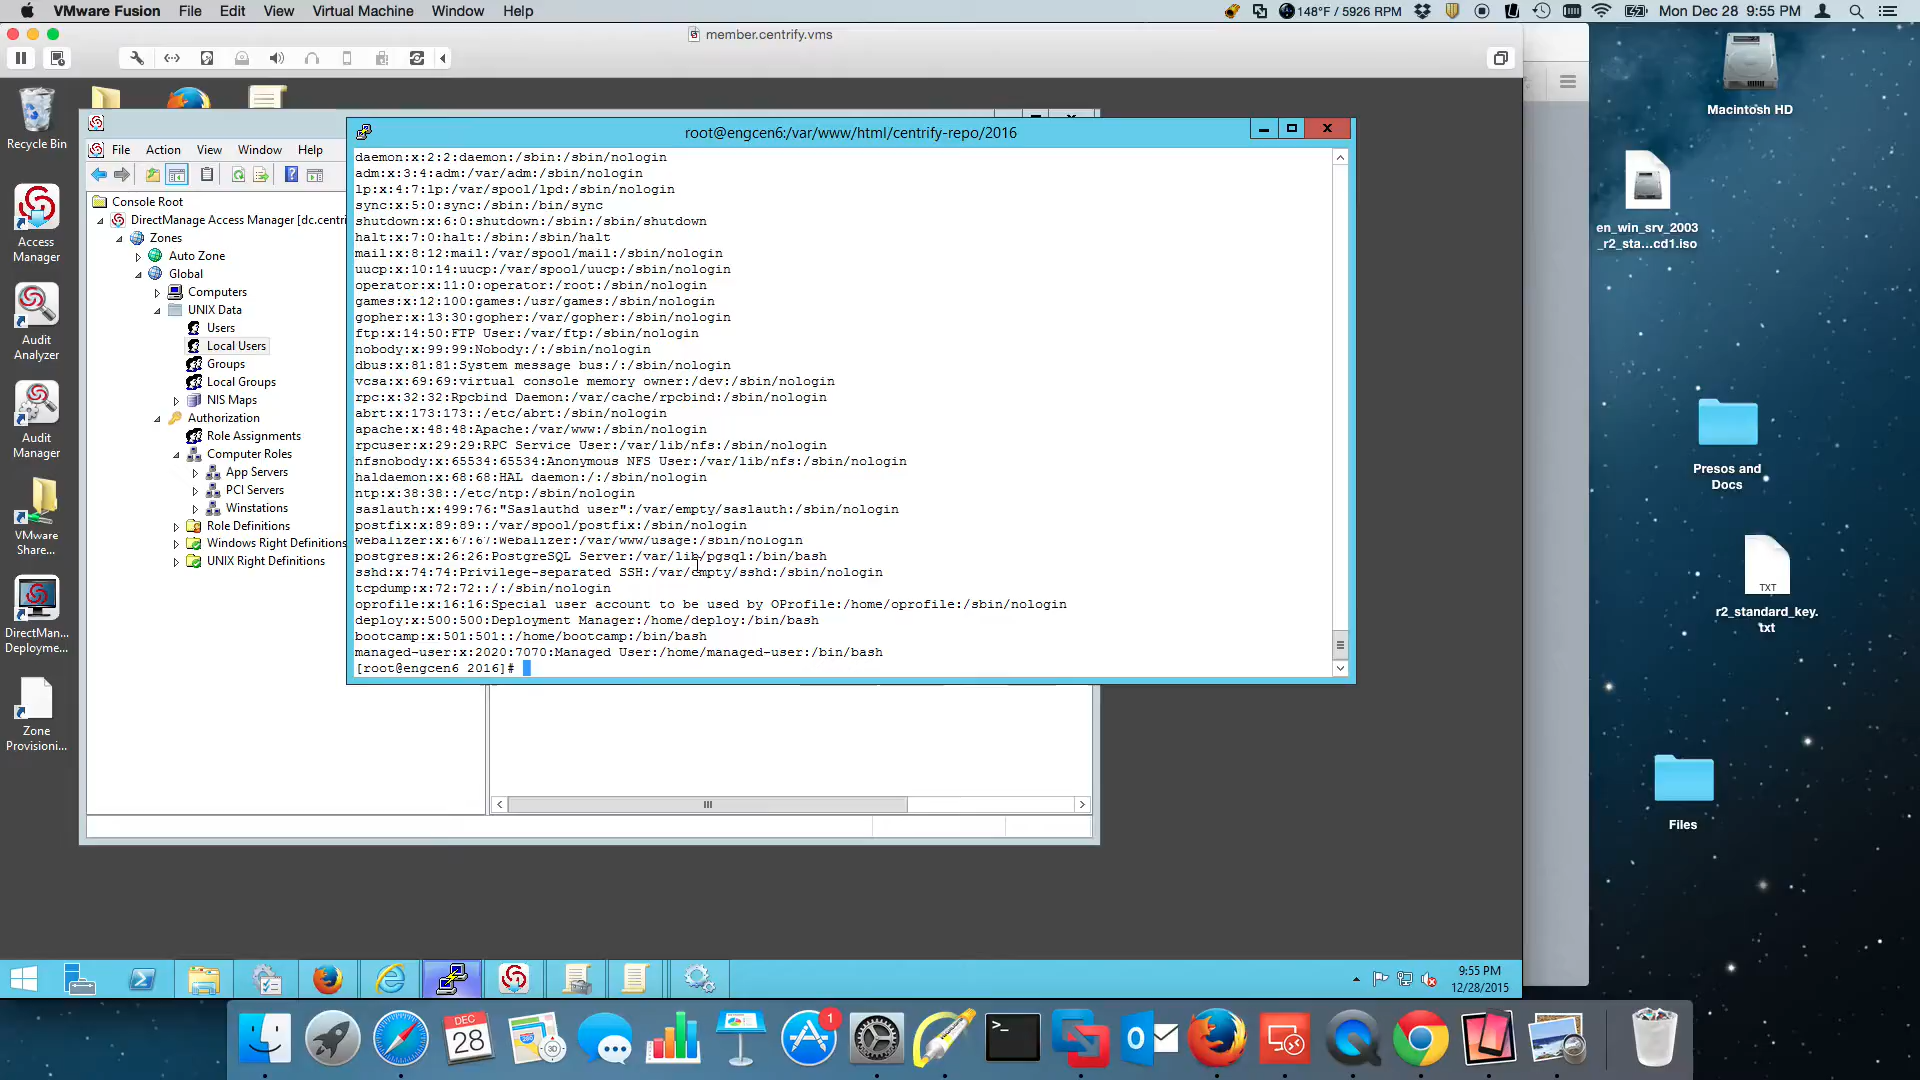 VMware Fusion File Edit View Virtual Machine Window Help
148°F / 5926 RPM
Mon Dec 28 9:55 PM
member.centrify.vms
Recycle Bin
Access
Manager
Audit
Analyzer
Audit
Manager
VMware
Share...
DirectMan...
Deployme...
Zone
Provisioni...
File Action View Window Help
Console Root
DirectManage Access Manager [dc.centri
Zones
Auto Zone
Global
Computers
UNIX Data
Users
Local Users
Groups
Local Groups
NIS Maps
Authorization
Role Assignments
Computer Roles
App Servers
PCI Servers
Winstations
Role Definitions
Windows Right Definitions
UNIX Right Definitions
root@engcen6:/var/www/html/centrify-repo/2016
daemon:x:2:2:daemon:/sbin:/sbin/nologin
adm:x:3:4:adm:/var/adm:/sbin/nologin
lp:x:4:7:lp:/var/spool/lpd:/sbin/nologin
sync:x:5:0:sync:/sbin:/bin/sync
shutdown:x:6:0:shutdown:/sbin:/sbin/shutdown
halt:x:7:0:halt:/sbin:/sbin/halt
mail:x:8:12:mail:/var/spool/mail:/sbin/nologin
uucp:x:10:14:uucp:/var/spool/uucp:/sbin/nologin
operator:x:11:0:operator:/root:/sbin/nologin
games:x:12:100:games:/usr/games:/sbin/nologin
gopher:x:13:30:gopher:/var/gopher:/sbin/nologin
ftp:x:14:50:FTP User:/var/ftp:/sbin/nologin
nobody:x:99:99:Nobody:/:/sbin/nologin
dbus:x:81:81:System message bus:/:/sbin/nologin
vcsa:x:69:69:virtual console memory owner:/dev:/sbin/nologin
rpc:x:32:32:Rpcbind Daemon:/var/cache/rpcbind:/sbin/nologin
abrt:x:173:173::/etc/abrt:/sbin/nologin
apache:x:48:48:Apache:/var/www:/sbin/nologin
rpcuser:x:29:29:RPC Service User:/var/lib/nfs:/sbin/nologin
nfsnobody:x:65534:65534:Anonymous NFS User:/var/lib/nfs:/sbin/nologin
haldaemon:x:68:68:HAL daemon:/:/sbin/nologin
ntp:x:38:38::/etc/ntp:/sbin/nologin
saslauth:x:499:76:"Saslauthd user":/var/empty/saslauth:/sbin/nologin
postfix:x:89:89::/var/spool/postfix:/sbin/nologin
webalizer:x:67:67:Webalizer:/var/www/usage:/sbin/nologin
postgres:x:26:26:PostgreSQL Server:/var/lib/pgsql:/bin/bash
sshd:x:74:74:Privilege-separated SSH:/var/empty/sshd:/sbin/nologin
tcpdump:x:72:72::/:/sbin/nologin
oprofile:x:16:16:Special user account to be used by OProfile:/home/oprofile:/sbin/nologin
deploy:x:500:500:Deployment Manager:/home/deploy:/bin/bash
bootcamp:x:501:501::/home/bootcamp:/bin/bash
managed-user:x:2020:7070:Managed User:/home/managed-user:/bin/bash
[root@engcen6 2016]#
9:55 PM
12/28/2015
Macintosh HD
en_win_srv_2003
_r2_sta...cd1.iso
Presos and
Docs
TXT
r2_standard_key.
txt
Files
DEC
28
280
3D
1
>_